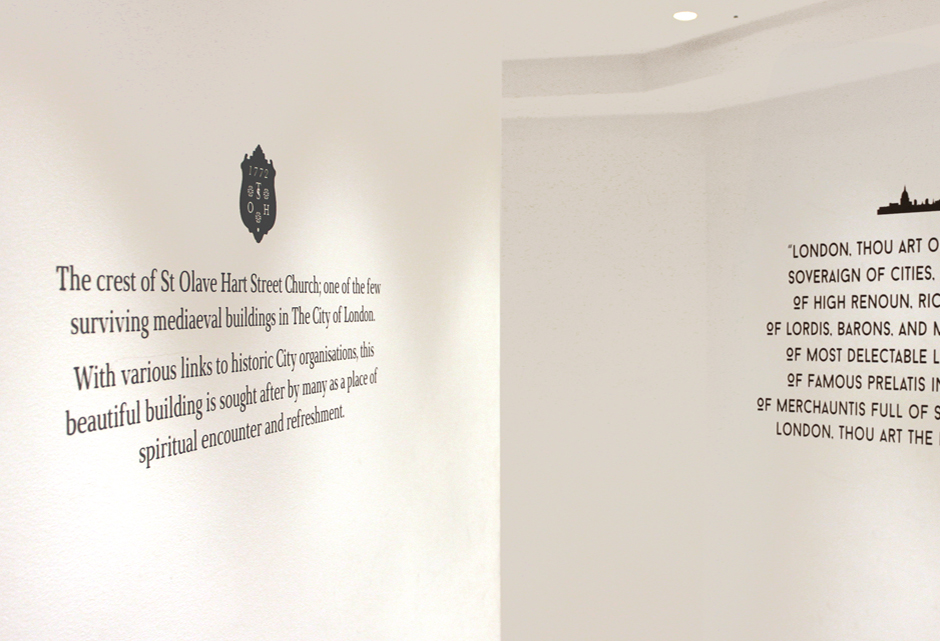 1772
O H
The crest of St Olave Hart Street Church; one of the few
surviving mediaeval buildings in The City of London.
With various links to historic City organisations, this
beautiful building is sought after by many as a place of
spiritual encounter and refreshment.
"LONDON, THOU ART O
SOVERAIGN OF CITIES,
OF HIGH RENOUN, RIC
OF LORDIS, BARONS, AND M
OF MOST DELECTABLE L
OF FAMOUS PRELATIS IN
OF MERCHAUNTIS FULL OF S
LONDON, THOU ART THE